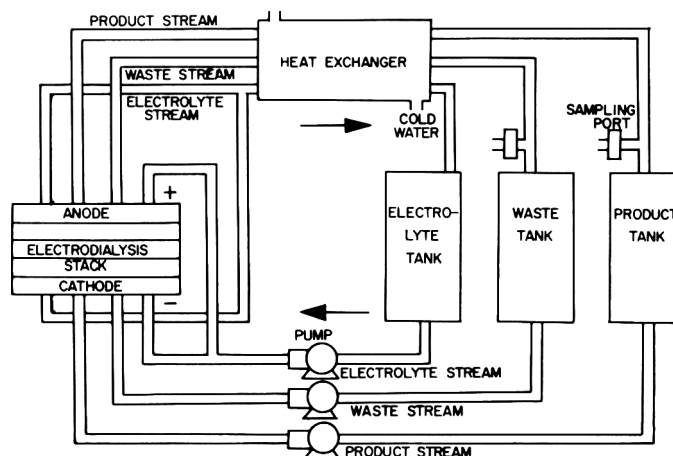 PRODUCT STREAM
HEAT EXCHANGER
WASTE STREAM
ELECTROLYTE
STREAM
COLD
WATER
SAMPLING
PORT
+
ANODE
ELECTRODIALYSIS
STACK
CATHODE
–
ELECTRO-
LYTE
TANK
WASTE
TANK
PRODUCT
TANK
PUMP
ELECTROLYTE STREAM
WASTE STREAM
PRODUCT STREAM